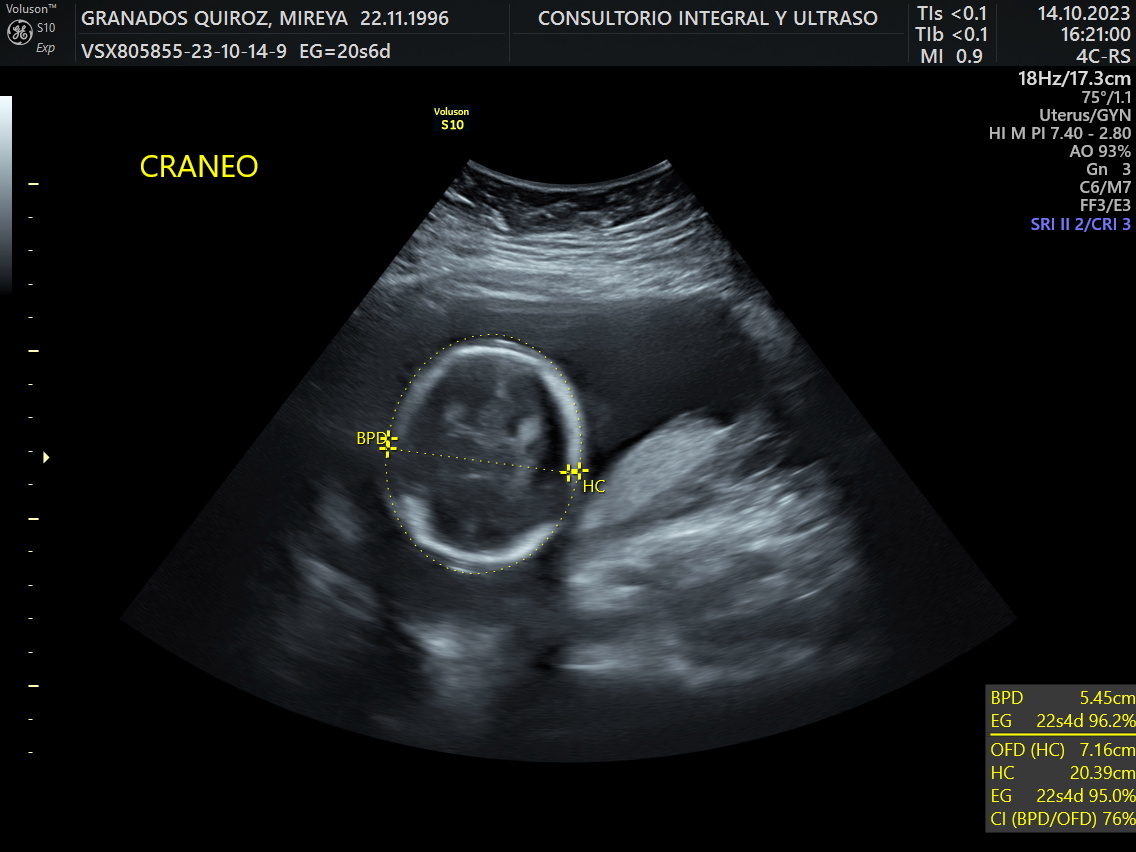 Voluson™
S10
Exp
GRANADOS QUIROZ, MIREYA 22.11.1996
VSX805855-23-10-14-9 EG=20s6d
CONSULTORIO INTEGRAL Y ULTRASO
TIs <0.1
TIb <0.1
MI 0.9
14.10.2023
16:21:00
4C-RS
18Hz/17.3cm
75°/1.1
Uterus/GYN
HI M PI 7.40 - 2.80
AO 93%
Gn 3
C6/M7
FF3/E3
SRI II 2/CRI 3
Voluson
S10
CRANEO
BPD
HC
BPD 5.45cm
EG 22s4d 96.2%
OFD (HC) 7.16cm
HC 20.39cm
EG 22s4d 95.0%
CI (BPD/OFD) 76%